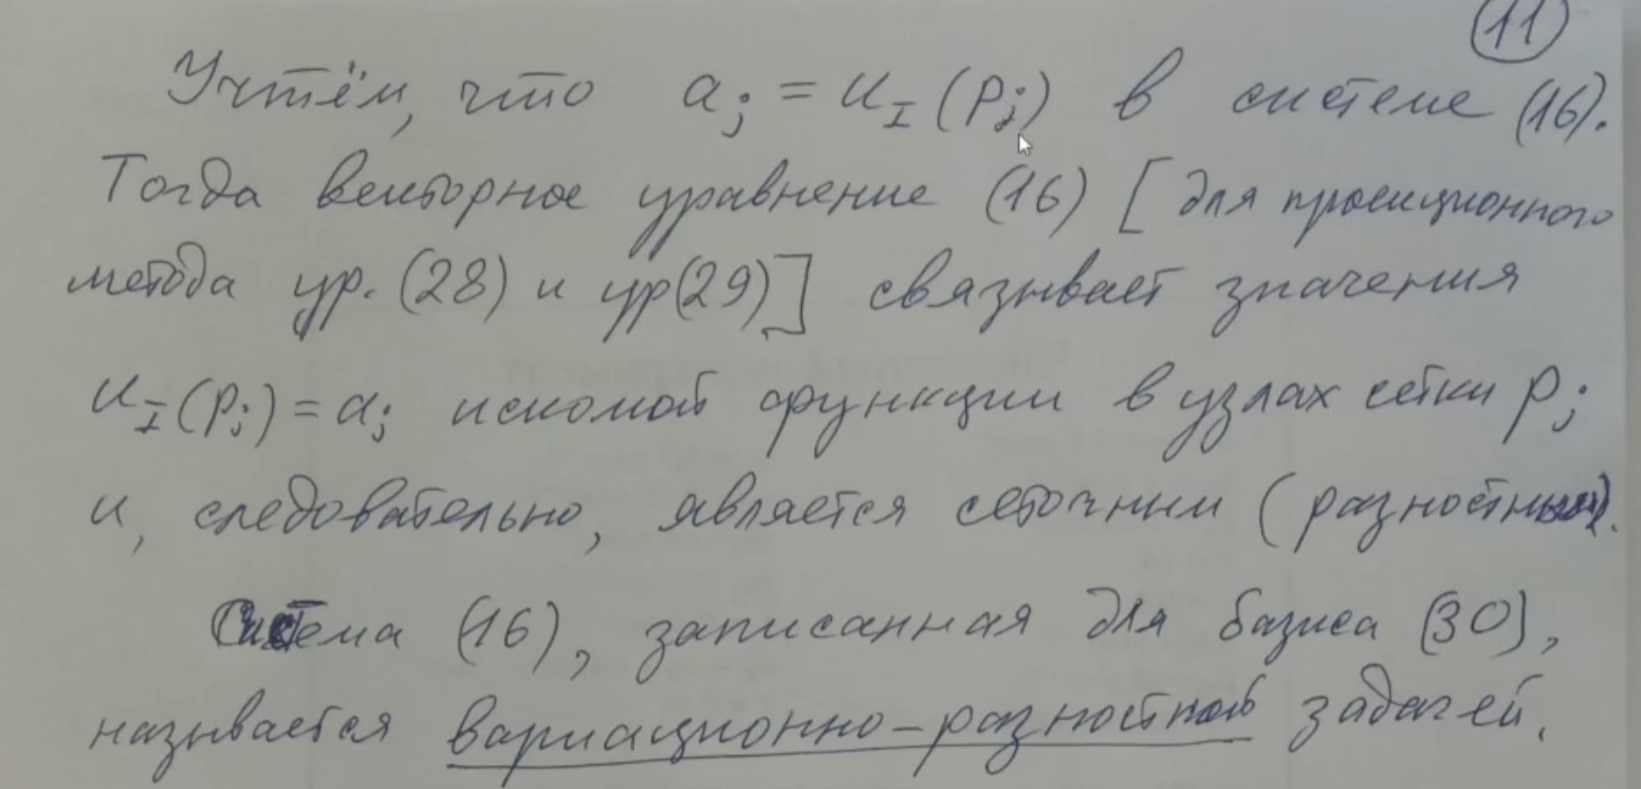 11
Учтём, что a_j = u_I (P_j) в системе (16).
Тогда векторное уравнение (16) [для проекционного
метода ур. (28) и ур(29)] связывает значения
u_I (P_j) = a_j искомой функции в узлах сетки P_j
и, следовательно, является сеточным (разностным).
Система (16), записанная для базиса (30),
называется вариационно-разностной задачей.